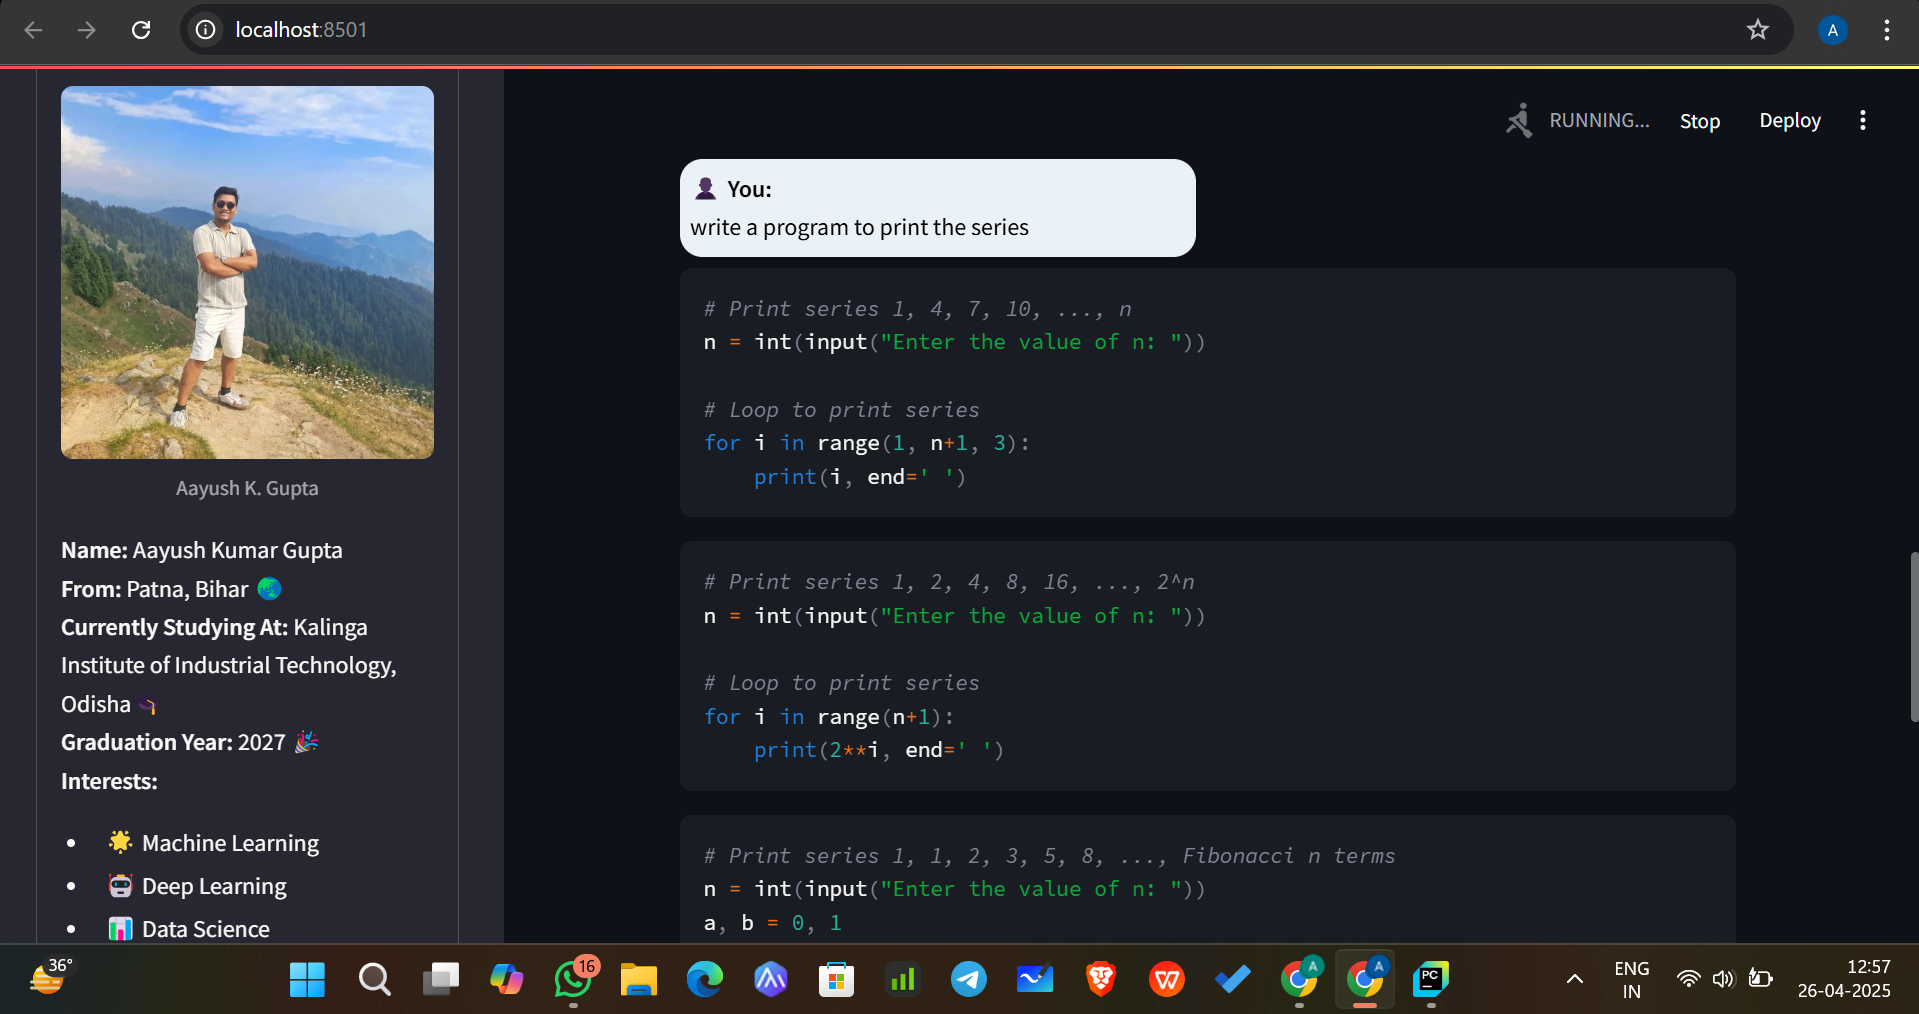 localhost:8501
A
RUNNING...
Stop
Deploy
Aayush K. Gupta
Name: Aayush Kumar Gupta
From: Patna, Bihar 🌏
Currently Studying At: Kalinga
Institute of Industrial Technology,
Odisha 🎓
Graduation Year: 2027 🎉
Interests:
• 🌟 Machine Learning
• 🤖 Deep Learning
• 📊 Data Science
👤 You:
write a program to print the series
# Print series 1, 4, 7, 10, ..., n
n = int(input("Enter the value of n: "))
# Loop to print series
for i in range(1, n+1, 3):
    print(i, end=' ')
# Print series 1, 2, 4, 8, 16, ..., 2^n
n = int(input("Enter the value of n: "))
# Loop to print series
for i in range(n+1):
    print(2**i, end=' ')
# Print series 1, 1, 2, 3, 5, 8, ..., Fibonacci n terms
n = int(input("Enter the value of n: "))
a, b = 0, 1
36°
16
A
A
PC
ENG
IN
12:57
26-04-2025